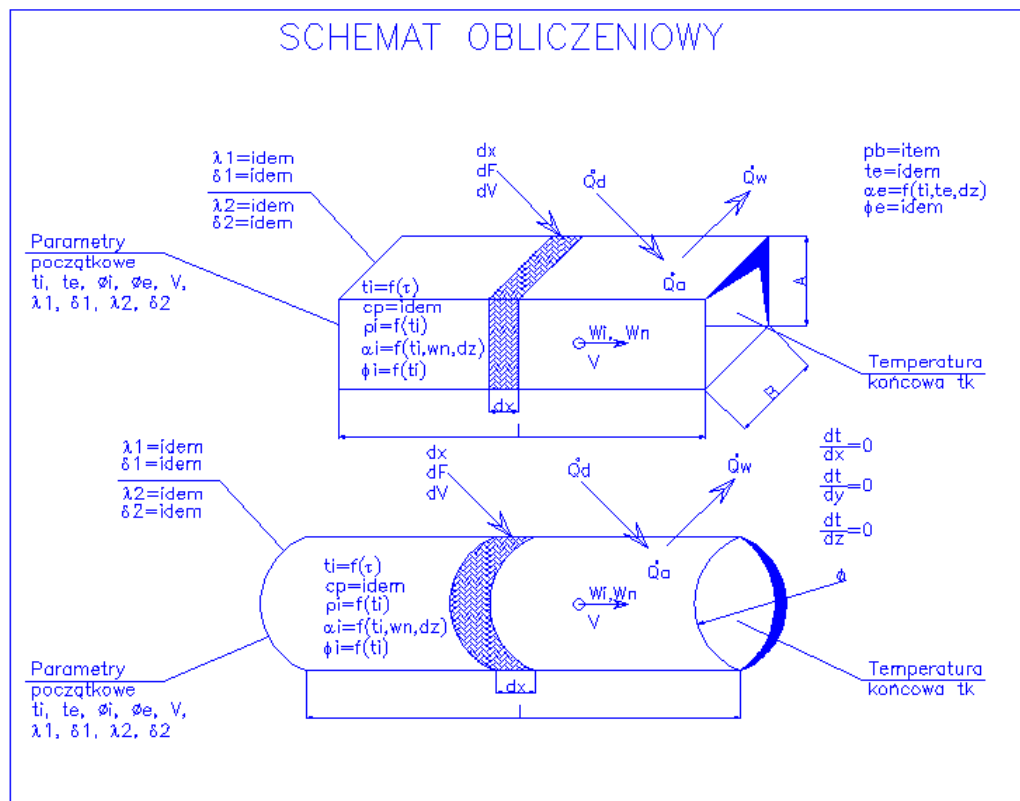 SCHEMAT OBLICZENIOWY
λ1=idem
δ1=idem
λ2=idem
δ2=idem
dx
dF
dV
Q̇d
Q̇w
pb=item
te=idem
αe=f(ti,te,dz)
ϕe=idem
Parametry
początkowe
ti, te, øi, øe, V,
λ1, δ1, λ2, δ2
ti=f(τ)
cp=idem
ρi=f(ti)
αi=f(ti,wn,dz)
ϕi=f(ti)
Q̇a
Wi, Wn
V
A
B
Temperatura
końcowa tk
dx
l
λ1=idem
δ1=idem
λ2=idem
δ2=idem
dx
dF
dV
Q̇d
Q̇w
dt/dx=0
dt/dy=0
dt/dz=0
ti=f(τ)
cp=idem
ρi=f(ti)
αi=f(ti,wn,dz)
ϕi=f(ti)
Q̇a
Wi,Wn
V
ϕ
Parametry
początkowe
ti, te, øi, øe, V,
λ1, δ1, λ2, δ2
Temperatura
końcowa tk
dx
l